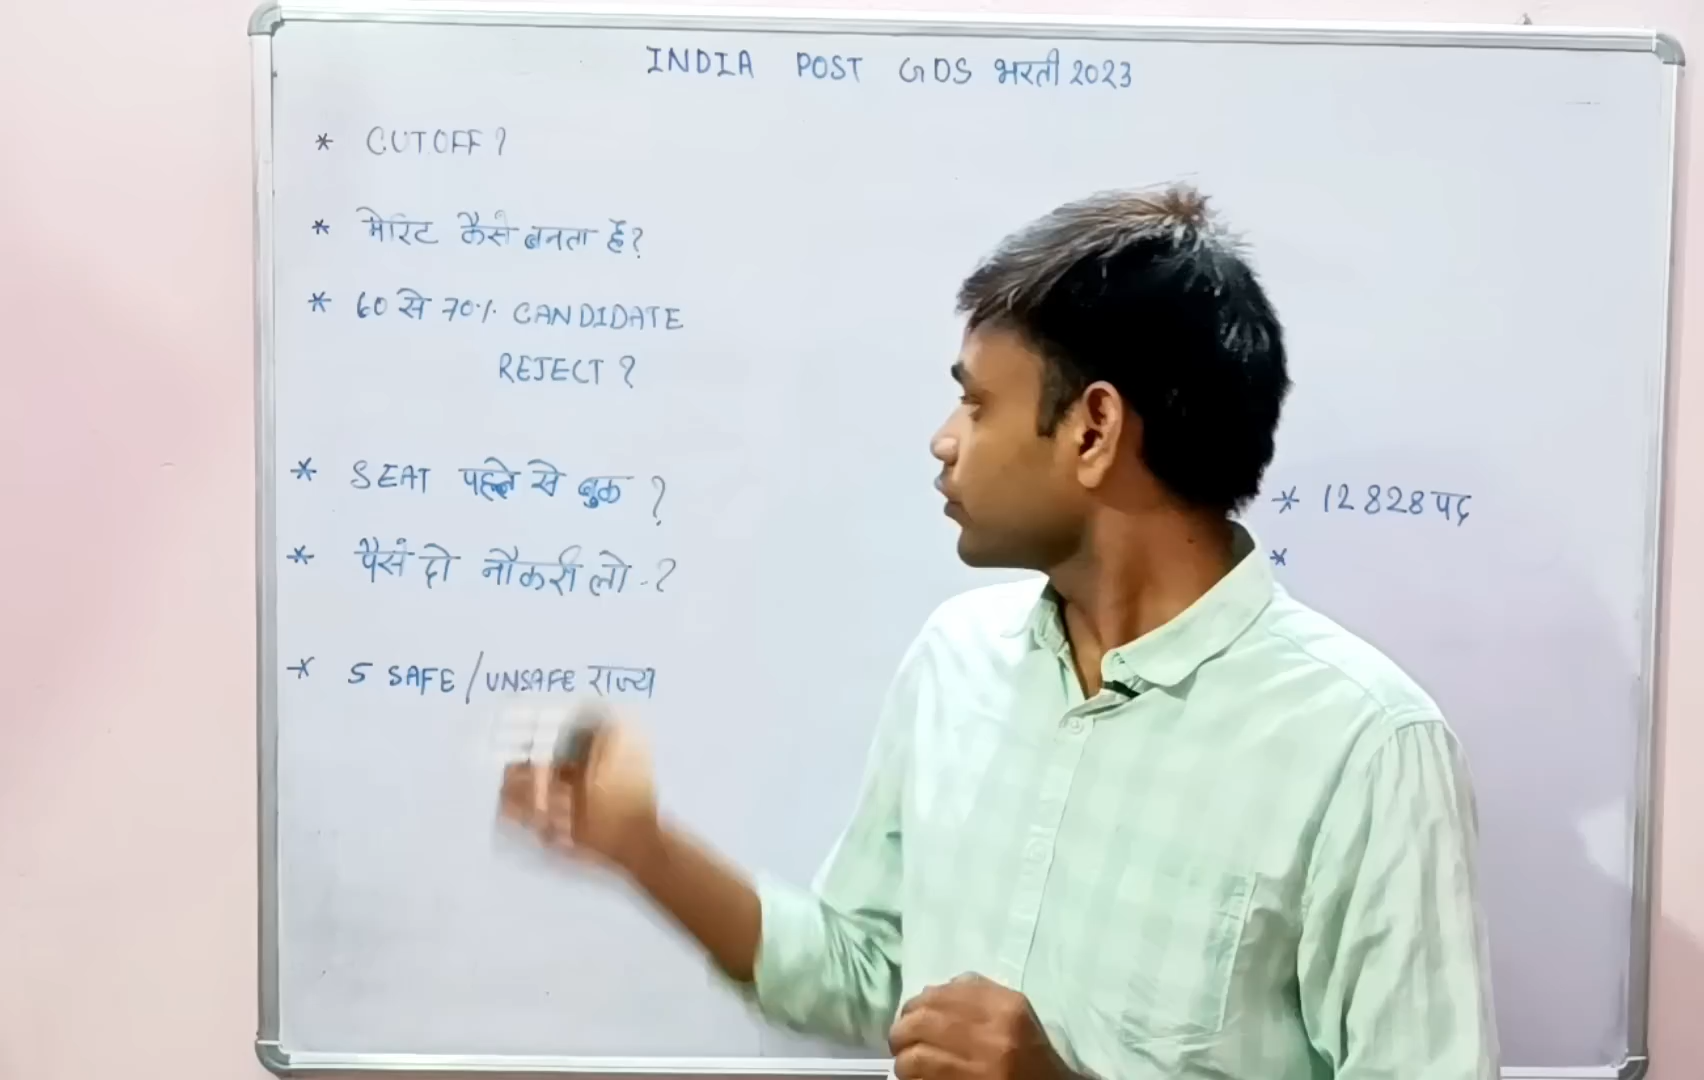 INDIA POST GDS भरती 2023
* CUTOFF ?
* मेरिट कैसे बनता है?
* 60 से 70% CANDIDATE
REJECT ?
* SEAT पहले से बुक ?
* पैसे दो नौकरी लो -?
* 5 SAFE / UNSAFE राज्य
* 12828 पद
*